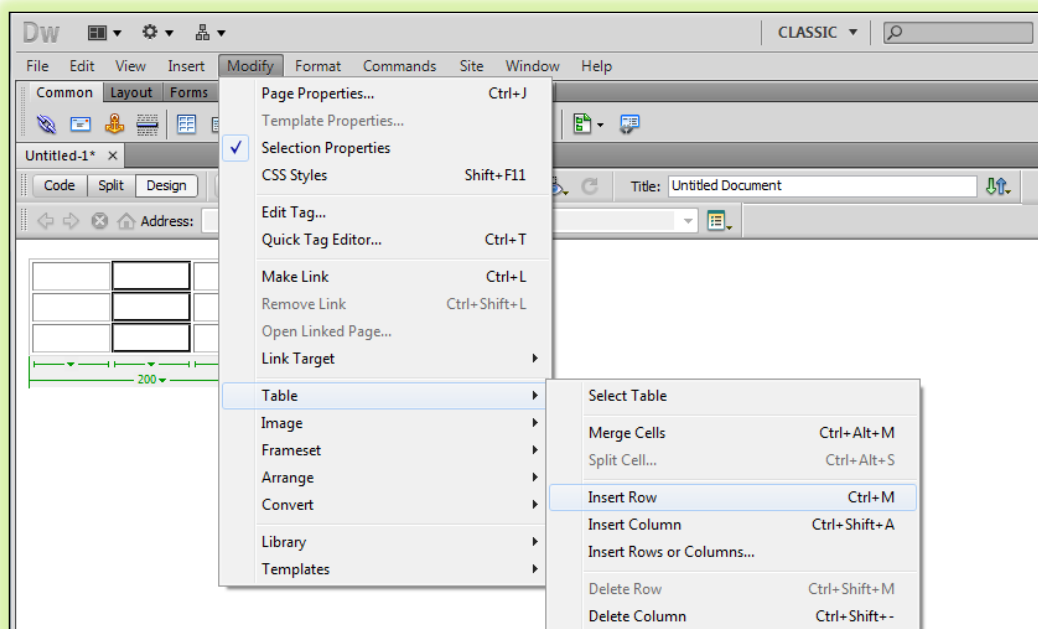 Dw CLASSIC
File Edit View Insert Modify Format Commands Site Window Help
Common Layout Forms
Untitled-1*
Code Split Design Title: Untitled Document
Address:
Page Properties... Ctrl+J
Template Properties...
Selection Properties
CSS Styles Shift+F11
Edit Tag...
Quick Tag Editor... Ctrl+T
Make Link Ctrl+L
Remove Link Ctrl+Shift+L
Open Linked Page...
Link Target
Table
Image
Frameset
Arrange
Convert
Library
Templates
200
Select Table
Merge Cells Ctrl+Alt+M
Split Cell... Ctrl+Alt+S
Insert Row Ctrl+M
Insert Column Ctrl+Shift+A
Insert Rows or Columns...
Delete Row Ctrl+Shift+M
Delete Column Ctrl+Shift+-